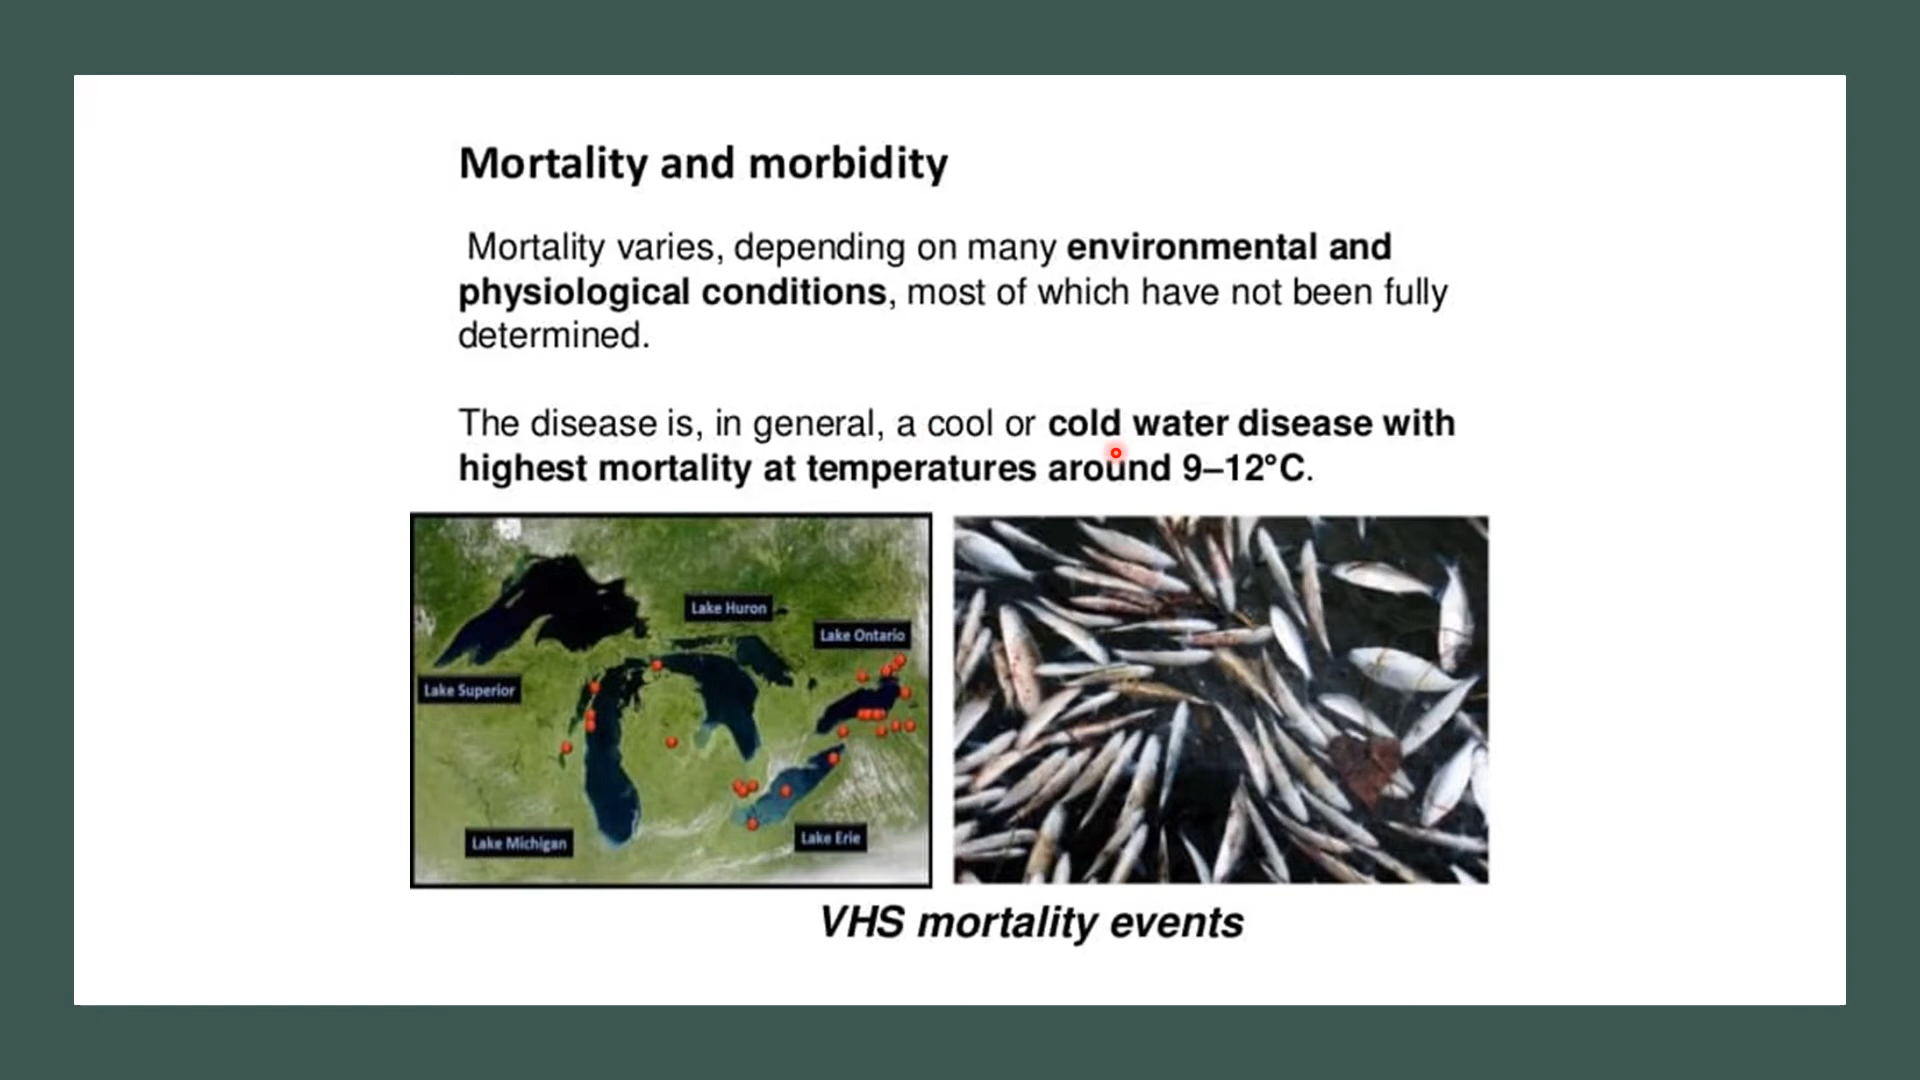 Mortality and morbidity
Mortality varies, depending on many environmental and
physiological conditions, most of which have not been fully
determined.
The disease is, in general, a cool or cold water disease with
highest mortality at temperatures around 9–12°C.
Lake Huron
Lake Ontario
Lake Superior
Lake Michigan
Lake Erie
VHS mortality events